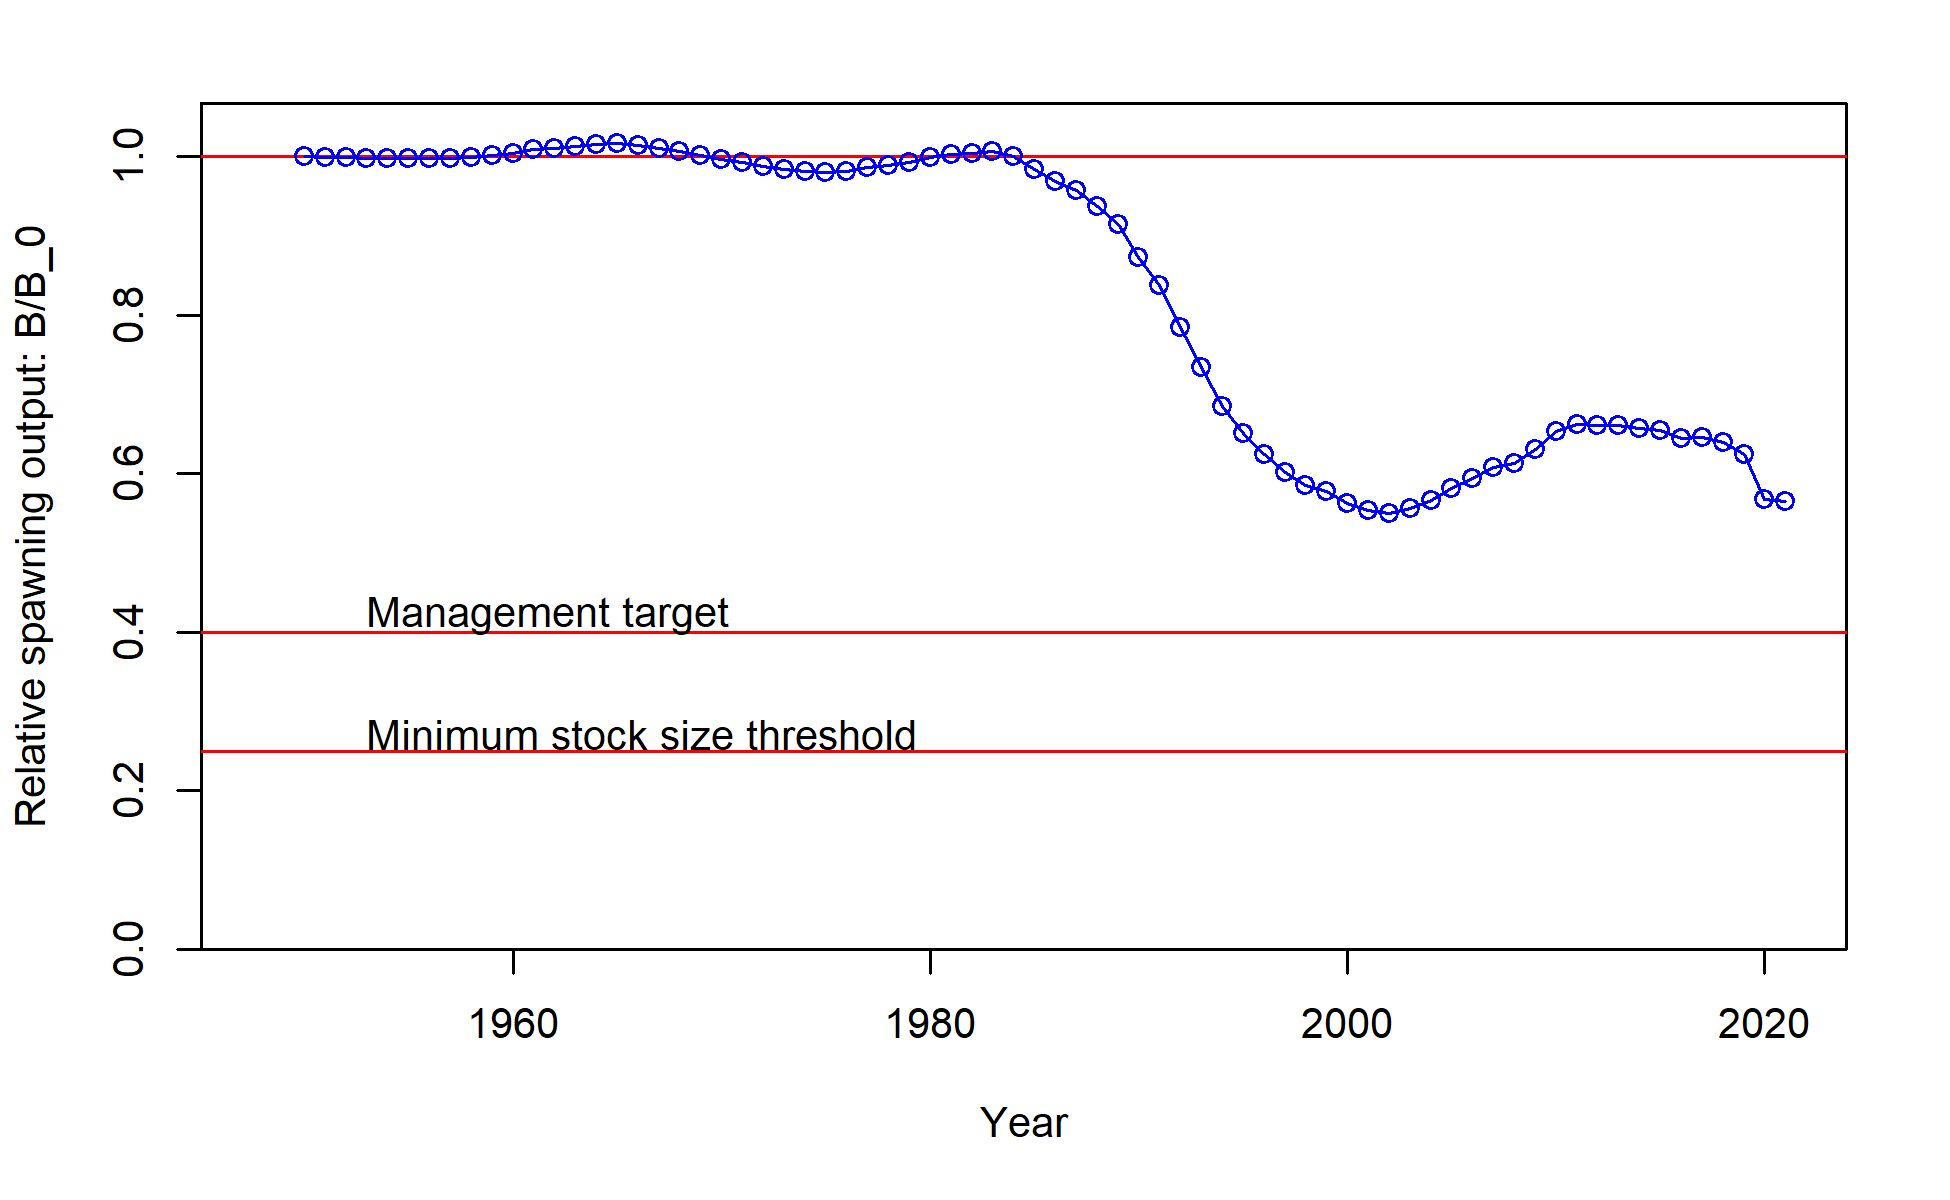 Relative spawning output: B/B_0
1.0
0.8
0.6
0.4
0.2
0.0
Management target
Minimum stock size threshold
1960 1980 2000 2020
Year